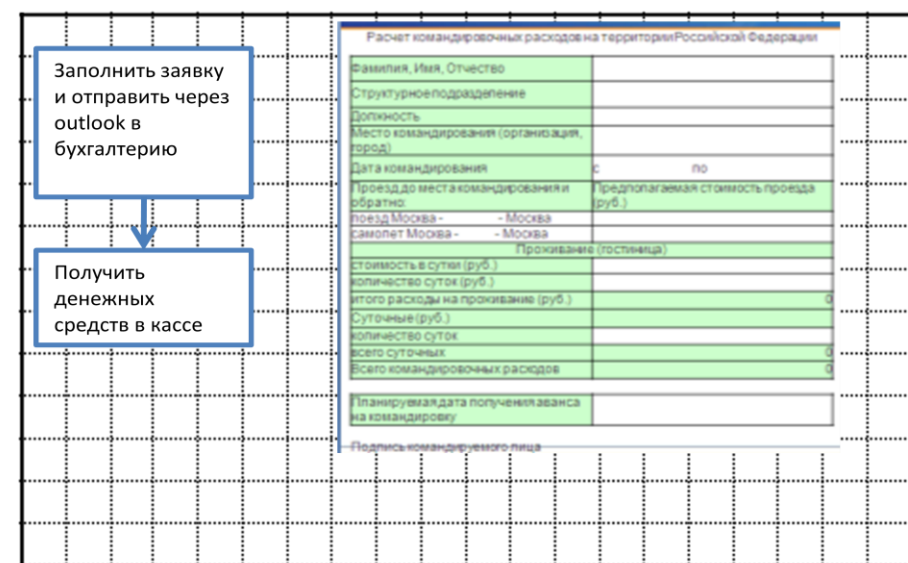 Заполнить заявку
и отправить через
outlook в
бухгалтерию
Получить
денежных
средств в кассе
Расчет командировочных расходов на территории Российской Федерации
Фамилия, Имя, Отчество
Структурное подразделение
Должность
Место командирования (организация,
город)
Дата командирования с по
Проезд до места командирования и
обратно:
Предполагаемая стоимость проезда
(руб.)
поезд Москва - - Москва
самолет Москва - - Москва
Проживание (гостиница)
стоимость в сутки (руб.)
количество суток (руб.)
итого расходы на проживание (руб.) 0
Суточные (руб.)
количество суток
всего суточных 0
Всего командировочных расходов 0
Планируемая дата получения аванса
на командировку
Подпись командируемого лица